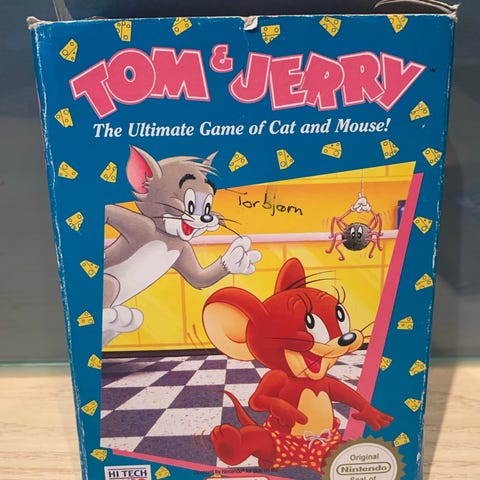 TOM & JERRY
The Ultimate Game of Cat and Mouse!
Torbjørn
HI TECH
Original
Nintendo
Seal of